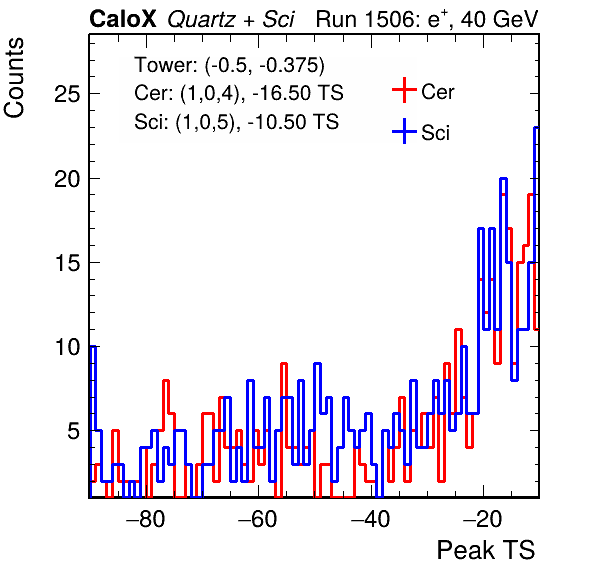 CaloX Quartz + Sci Run 1506: e⁺, 40 GeV
Tower: (-0.5, -0.375)
Cer: (1,0,4), -16.50 TS
Sci: (1,0,5), -10.50 TS
Cer
Sci
Counts
25
20
15
10
5
−80 −60 −40 −20
Peak TS